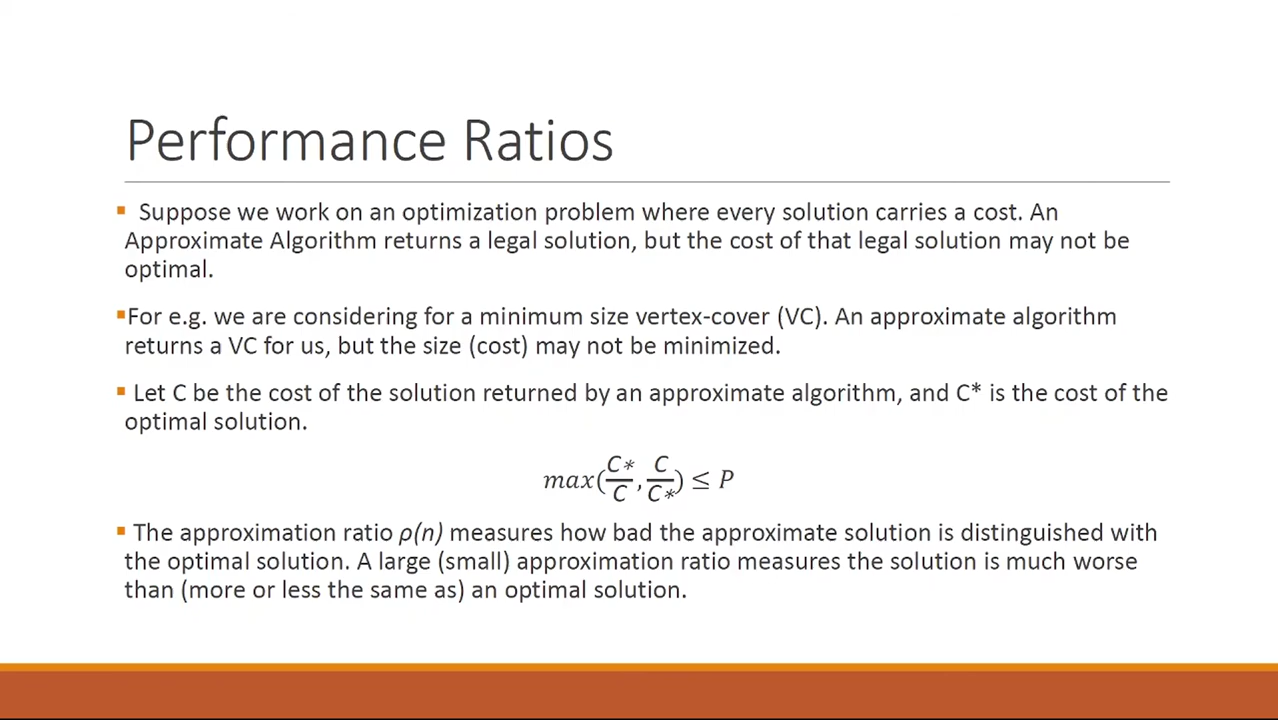 Performance Ratios
▪ Suppose we work on an optimization problem where every solution carries a cost. An
Approximate Algorithm returns a legal solution, but the cost of that legal solution may not be
optimal.
▪For e.g. we are considering for a minimum size vertex-cover (VC). An approximate algorithm
returns a VC for us, but the size (cost) may not be minimized.
▪ Let C be the cost of the solution returned by an approximate algorithm, and C* is the cost of the
optimal solution.
max(C*/C, C/C*) ≤ P
▪ The approximation ratio ρ(n) measures how bad the approximate solution is distinguished with
the optimal solution. A large (small) approximation ratio measures the solution is much worse
than (more or less the same as) an optimal solution.